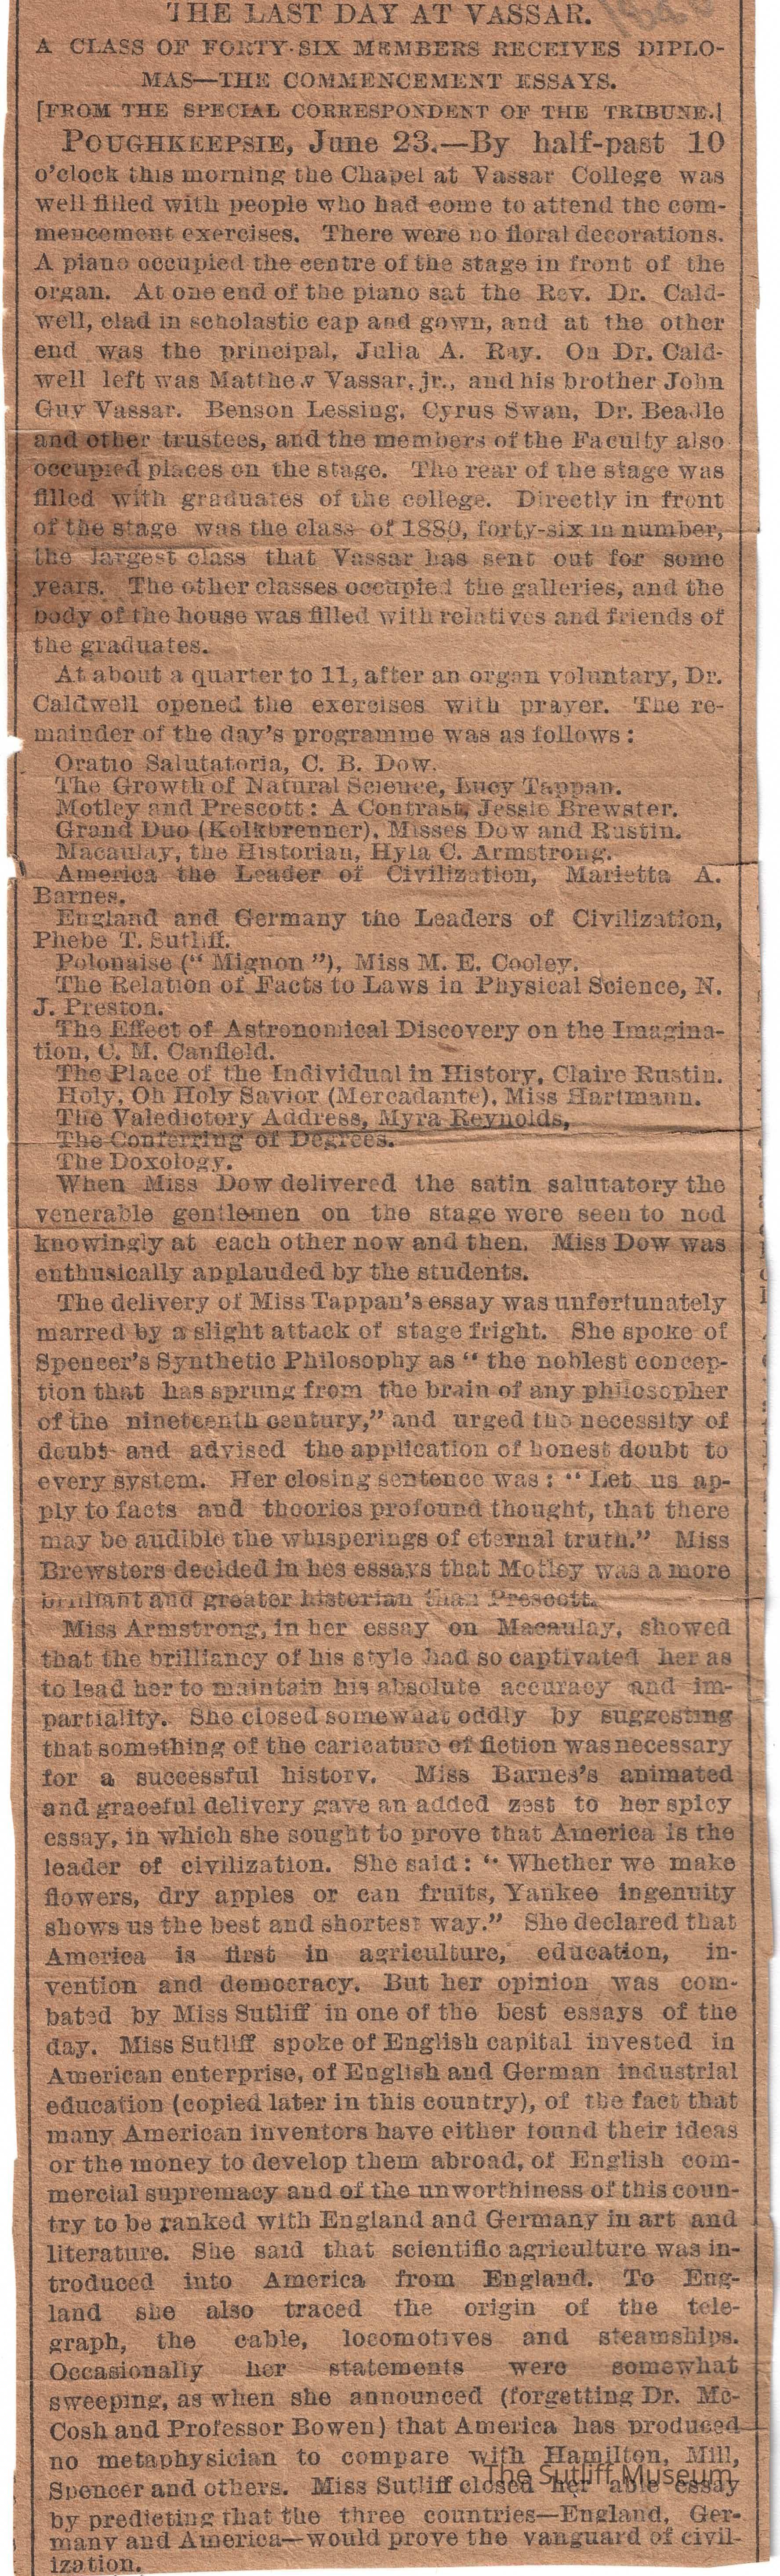 THE LAST DAY AT VASSAR.
A CLASS OF FORTY-SIX MEMBERS RECEIVES DIPLO-
MAS—THE COMMENCEMENT ESSAYS.
[FROM THE SPECIAL CORRESPONDENT OF THE TRIBUNE.]
POUGHKEEPSIE, June 23.—By half-past 10
o'clock this morning the Chapel at Vassar College was
well filled with people who had come to attend the com-
mencement exercises. There were no floral decorations.
A piano occupied the centre of the stage in front of the
organ. At one end of the piano sat the Rev. Dr. Cald-
well, clad in scholastic cap and gown, and at the other
end was the principal, Julia A. Ray. On Dr. Cald-
well left was Matthew Vassar, jr., and his brother John
Guy Vassar. Benson Lessing, Cyrus Swan, Dr. Beadle
and other trustees, and the members of the Faculty also
occupied places on the stage. The rear of the stage was
filled with graduates of the college. Directly in front
of the stage was the class of 1880, forty-six in number,
the largest class that Vassar has sent out for some
years. The other classes occupied the galleries, and the
body of the house was filled with relatives and friends of
the graduates.
At about a quarter to 11, after an organ voluntary, Dr.
Caldwell opened the exercises with prayer. The re-
mainder of the day's programme was as follows:
Oratio Salutatoria, C. B. Dow.
The Growth of Natural Science, Lucy Tappan.
Motley and Prescott: A Contrast, Jessie Brewster.
Grand Duo (Kolkbrenner), Misses Dow and Rustin.
Macaulay, the Historian, Hyla C. Armstrong.
America the Leader of Civilization, Marietta A.
Barnes.
England and Germany the Leaders of Civilization,
Phebe T. Sutliff.
Polonaise (“ Mignon ”), Miss M. E. Cooley.
The Relation of Facts to Laws in Physical Science, N.
J. Preston.
The Effect of Astronomical Discovery on the Imagina-
tion, C. M. Canfield.
The Place of the Individual in History, Claire Rustin.
Holy, Oh Holy Savior (Mercadante), Miss Hartmann.
The Valedictory Address, Myra Reynolds,
The Conferring of Degrees.
The Doxology.
When Miss Dow delivered the satin salutatory the
venerable gentlemen on the stage were seen to nod
knowingly at each other now and then. Miss Dow was
enthusically applauded by the students.
The delivery of Miss Tappan's essay was unfortunately
marred by a slight attack of stage fright. She spoke of
Spencer's Synthetic Philosophy as “ the noblest concep-
tion that has sprung from the brain of any philosopher
of the nineteenth century,” and urged the necessity of
doubt and advised the application of honest doubt to
every system. Her closing sentence was: “ Let us ap-
ply to facts and theories profound thought, that there
may be audible the whisperings of eternal truth.” Miss
Brewsters decided in hes essays that Motley was a more
brilliant and greater historian than Prescott.
Miss Armstrong, in her essay on Macaulay, showed
that the brilliancy of his style had so captivated her as
to lead her to maintain his absolute accuracy and im-
partiality. She closed somewhat oddly by suggesting
that something of the caricature of fiction was necessary
for a successful history. Miss Barnes's animated
and graceful delivery gave an added zest to her spicy
essay, in which she sought to prove that America is the
leader of civilization. She said: “ Whether we make
flowers, dry apples or can fruits, Yankee ingenuity
shows us the best and shortest way.” She declared that
America is first in agriculture, education, in-
vention and democracy. But her opinion was com-
bated by Miss Sutliff in one of the best essays of the
day. Miss Sutliff spoke of English capital invested in
American enterprise, of English and German industrial
education (copied later in this country), of the fact that
many American inventors have either found their ideas
or the money to develop them abroad, of English com-
mercial supremacy and of the unworthiness of this coun-
try to be ranked with England and Germany in art and
literature. She said that scientific agriculture was in-
troduced into America from England. To Eng-
land she also traced the origin of the tele-
graph, the cable, locomotives and steamships.
Occasionally her statements were somewhat
sweeping, as when she announced (forgetting Dr. Mc-
Cosh and Professor Bowen) that America has produced
no metaphysician to compare with Hamilton, Mill,
Spencer and others. Miss Sutliff closed her able essay
by predicting that the three countries—England, Ger-
many and America—would prove the vanguard of civil-
ization.
The Sutliff Museum